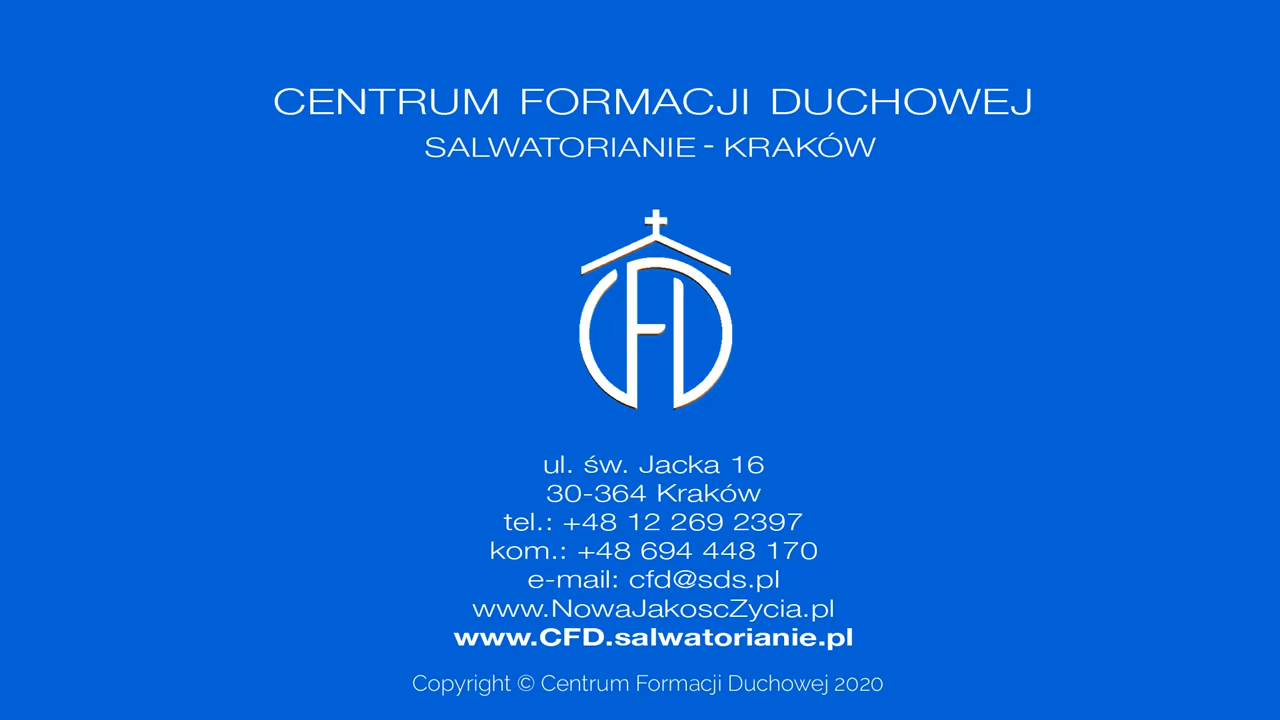 CENTRUM FORMACJI DUCHOWEJ
SALWATORIANIE - KRAKÓW
CFD
ul. św. Jacka 16
30-364 Kraków
tel.: +48 12 269 2397
kom.: +48 694 448 170
e-mail: cfd@sds.pl
www.NowaJakoscZycia.pl
www.CFD.salwatorianie.pl
Copyright © Centrum Formacji Duchowej 2020